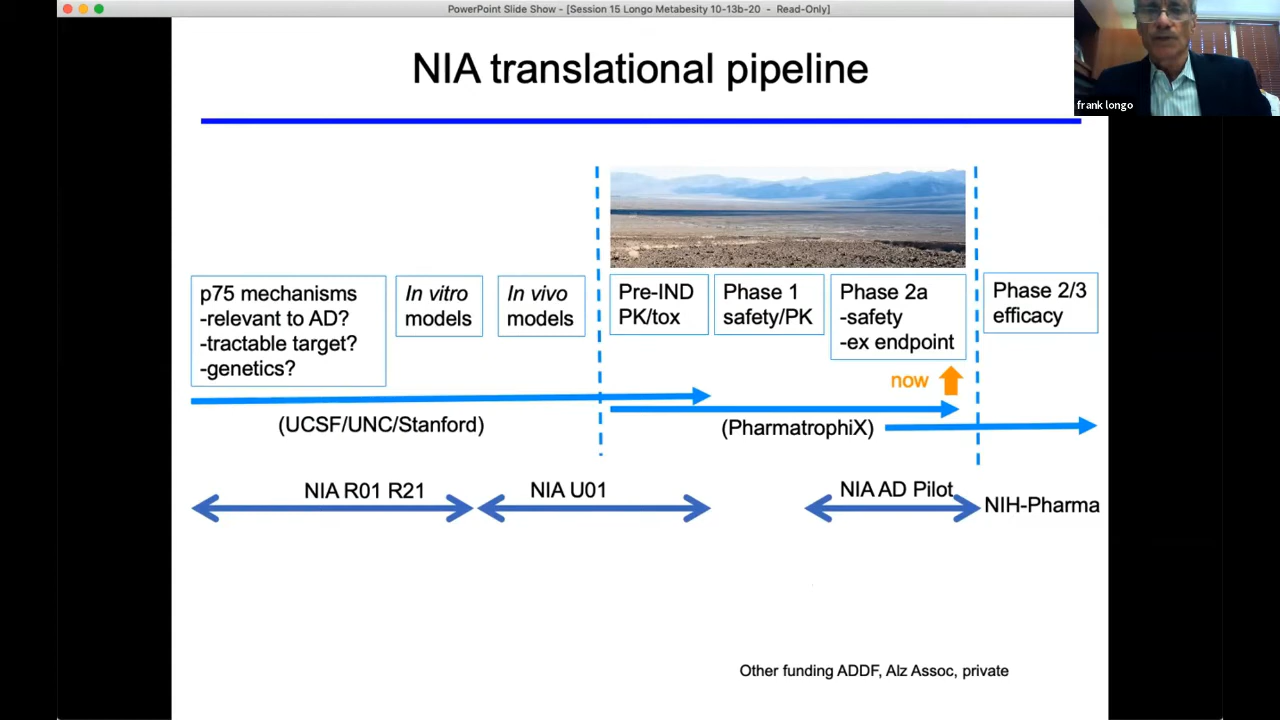 PowerPoint Slide Show - [Session 15 Longo Metabesity 10-13b-20 - Read-Only]
frank longo
NIA translational pipeline
p75 mechanisms
-relevant to AD?
-tractable target?
-genetics?
In vitro
models
In vivo
models
Pre-IND
PK/tox
Phase 1
safety/PK
Phase 2a
-safety
-ex endpoint
Phase 2/3
efficacy
now
(UCSF/UNC/Stanford)
(PharmatrophiX)
NIA R01 R21
NIA U01
NIA AD Pilot
NIH-Pharma
Other funding ADDF, Alz Assoc, private